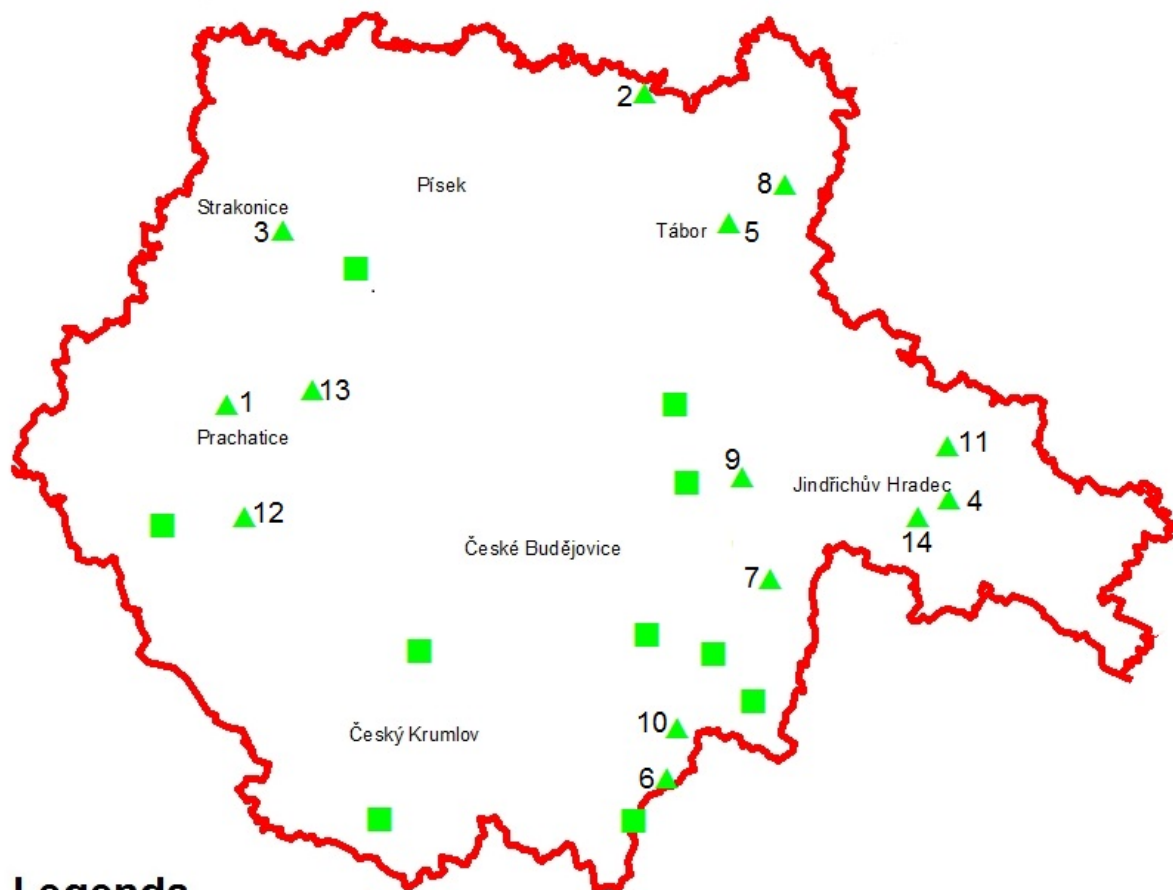 2
8
Písek
Strakonice
3
Tábor
5
1
13
Prachatice
11
9
Jindřichův Hradec
4
12
14
České Budějovice
7
10
Český Krumlov
6
Legenda